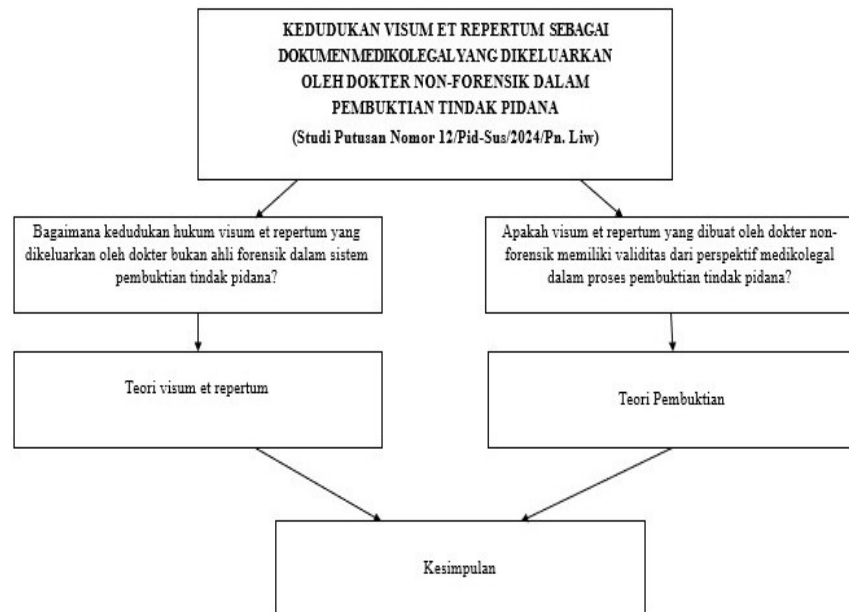 KEDUDUKAN VISUM ET REPERTUM SEBAGAI
DOKUMENMEDIKOLEGALYANG DIKELUARKAN
OLEH DOKTER NON-FORENSIK DALAM
PEMBUKTIAN TINDAK PIDANA
(Studi Putusan Nomor 12/Pid-Sus/2024/Pn. Liw)
Bagaimana kedudukan hukum visum et repertum yang
dikeluarkan oleh dokter bukan ahli forensik dalam sistem
pembuktian tindak pidana?
Apakah visum et repertum yang dibuat oleh dokter non-
forensik memiliki validitas dari perspektif medikolegal
dalam proses pembuktian tindak pidana?
Teori visum et repertum
Teori Pembuktian
Kesimpulan